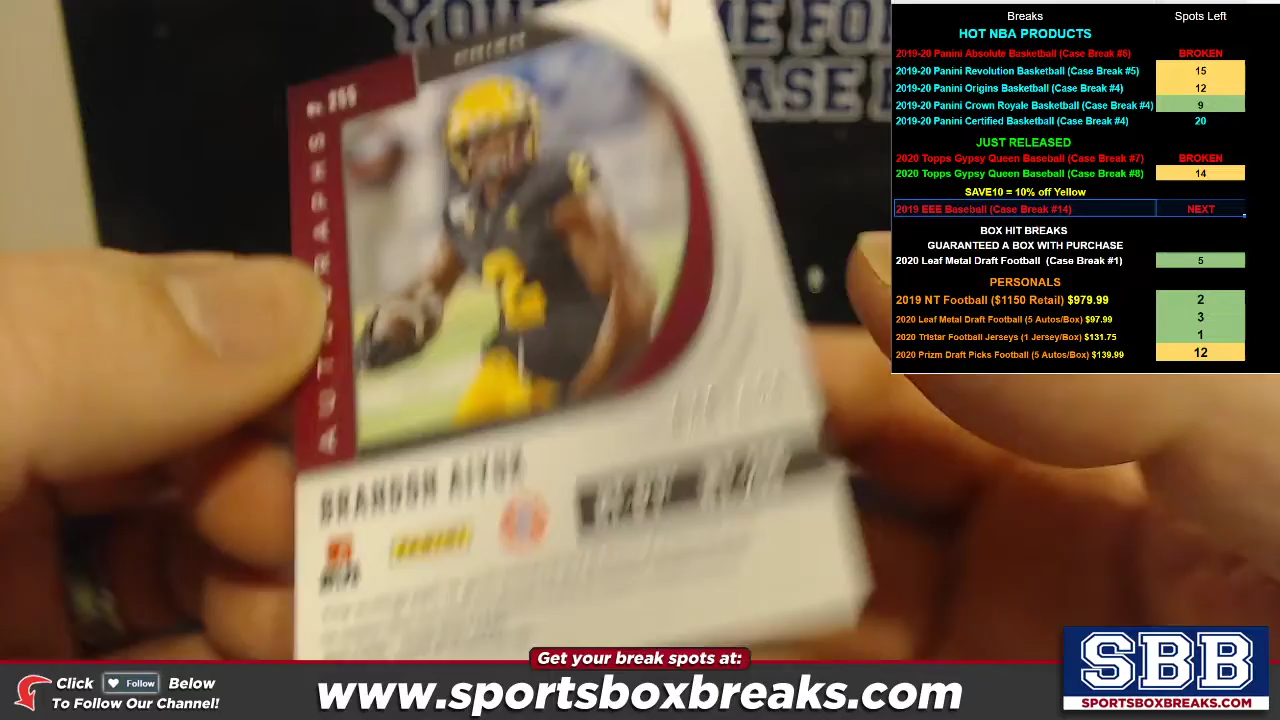 YOU
FO
ASE
Nº. 265
AUTOGRAPHS
BRANDON AIYUK
PANINI
Breaks Spots Left
HOT NBA PRODUCTS
2019-20 Panini Absolute Basketball (Case Break #6) BROKEN
2019-20 Panini Revolution Basketball (Case Break #5) 15
2019-20 Panini Origins Basketball (Case Break #4) 12
2019-20 Panini Crown Royale Basketball (Case Break #4) 9
2019-20 Panini Certified Basketball (Case Break #4) 20
JUST RELEASED
2020 Topps Gypsy Queen Baseball (Case Break #7) BROKEN
2020 Topps Gypsy Queen Baseball (Case Break #8) 14
SAVE10 = 10% off Yellow
2019 EEE Baseball (Case Break #14) NEXT
BOX HIT BREAKS
GUARANTEED A BOX WITH PURCHASE
2020 Leaf Metal Draft Football (Case Break #1) 5
PERSONALS
2019 NT Football ($1150 Retail) $979.99 2
2020 Leaf Metal Draft Football (5 Autos/Box) $97.99 3
2020 Tristar Football Jerseys (1 Jersey/Box) $131.75 1
2020 Prizm Draft Picks Football (5 Autos/Box) $139.99 12
Get your break spots at:
Click Follow Below
To Follow Our Channel!
www.sportsboxbreaks.com
SBB
SPORTSBOXBREAKS.COM